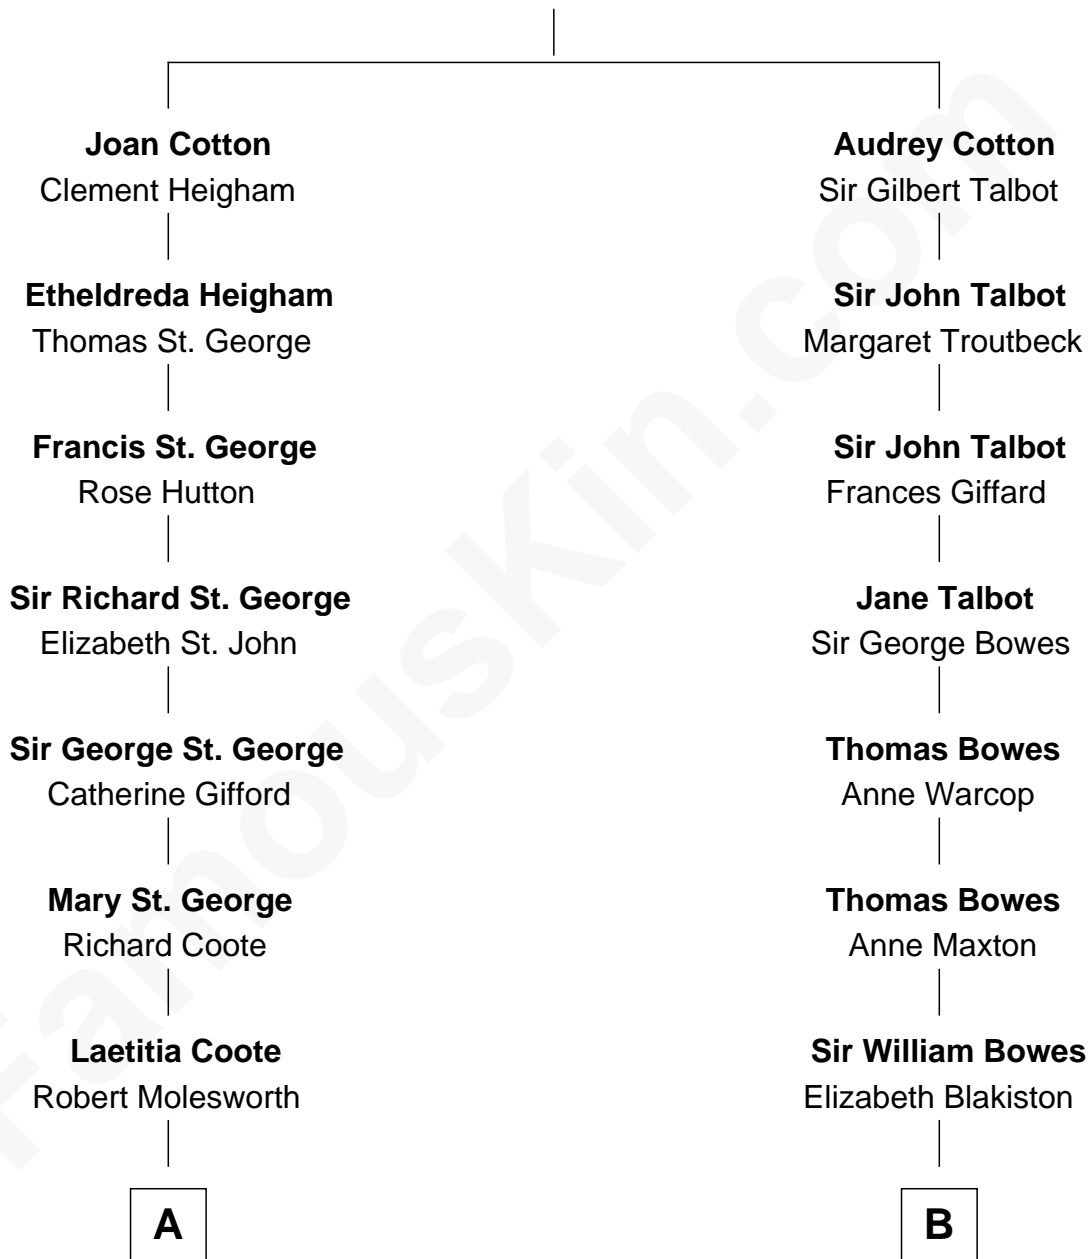 Joan Cotton
Clement Heigham
Etheldreda Heigham
Thomas St. George
Francis St. George
Rose Hutton
Sir Richard St. George
Elizabeth St. John
Sir George St. George
Catherine Gifford
Mary St. George
Richard Coote
Laetitia Coote
Robert Molesworth
A
Audrey Cotton
Sir Gilbert Talbot
Sir John Talbot
Margaret Troutbeck
Sir John Talbot
Frances Giffard
Jane Talbot
Sir George Bowes
Thomas Bowes
Anne Warcop
Thomas Bowes
Anne Maxton
Sir William Bowes
Elizabeth Blakiston
B
FamousKin.com